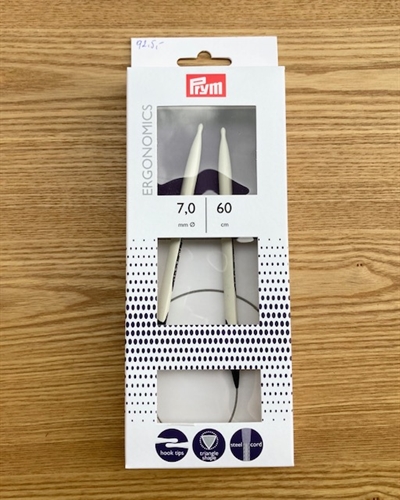 92.5,-
Prym
ERGONOMICS
7,0
60
mm Ø
cm
hook tips
triangle shape
steel cord